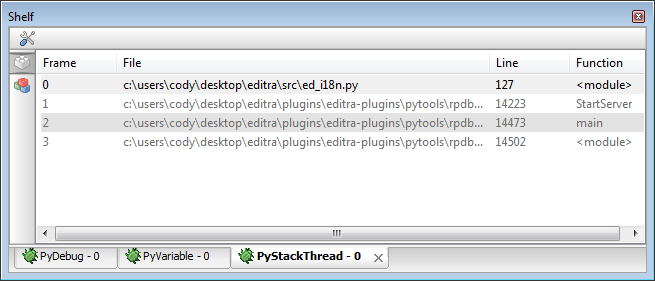 Shelf
Frame File Line Function
0 c:\users\cody\desktop\editra\src\ed_i18n.py 127 <module>
1 c:\users\cody\desktop\editra\plugins\editra-plugins\pytools\rpdb... 14223 StartServer
2 c:\users\cody\desktop\editra\plugins\editra-plugins\pytools\rpdb... 14473 main
3 c:\users\cody\desktop\editra\plugins\editra-plugins\pytools\rpdb... 14502 <module>
PyDebug - 0 PyVariable - 0 PyStackThread - 0